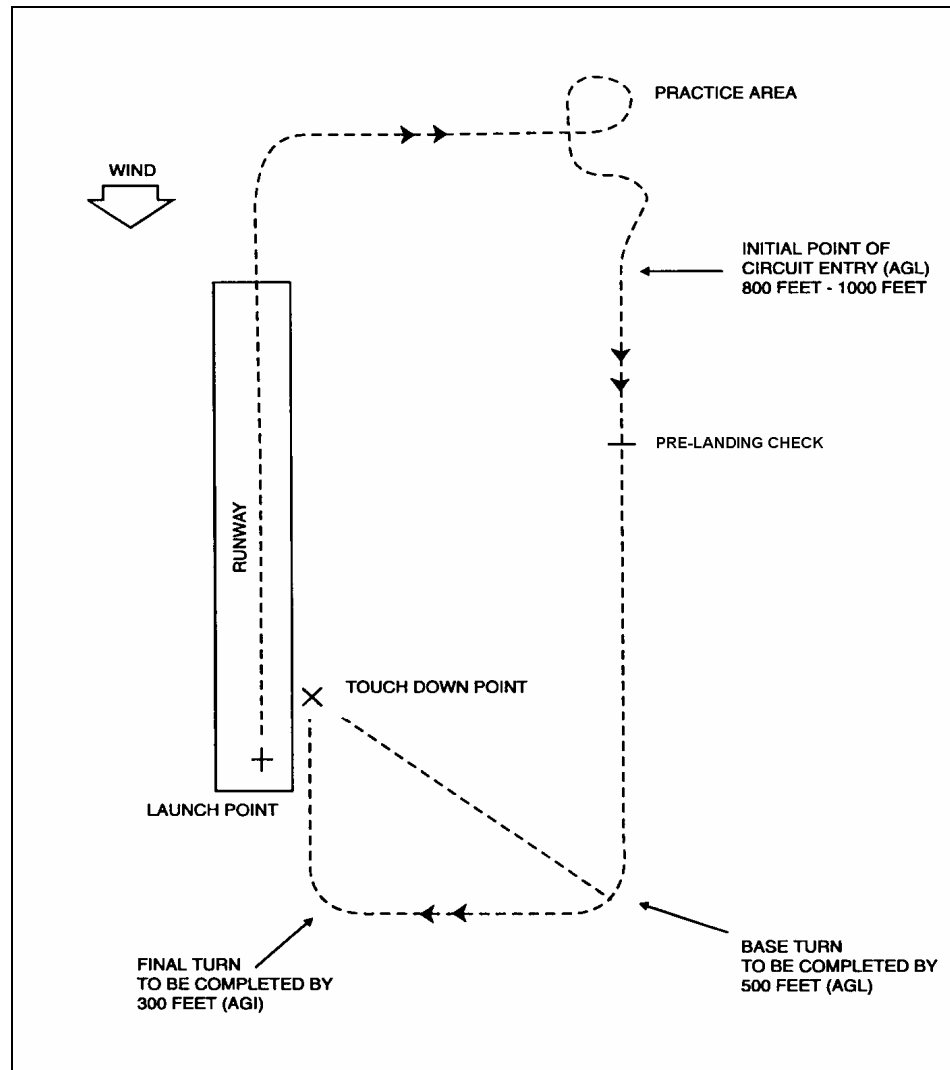 PRACTICE AREA
WIND
INITIAL POINT OF
CIRCUIT ENTRY (AGL)
800 FEET - 1000 FEET
PRE-LANDING CHECK
RUNWAY
TOUCH DOWN POINT
LAUNCH POINT
FINAL TURN
TO BE COMPLETED BY
300 FEET (AGI)
BASE TURN
TO BE COMPLETED BY
500 FEET (AGL)